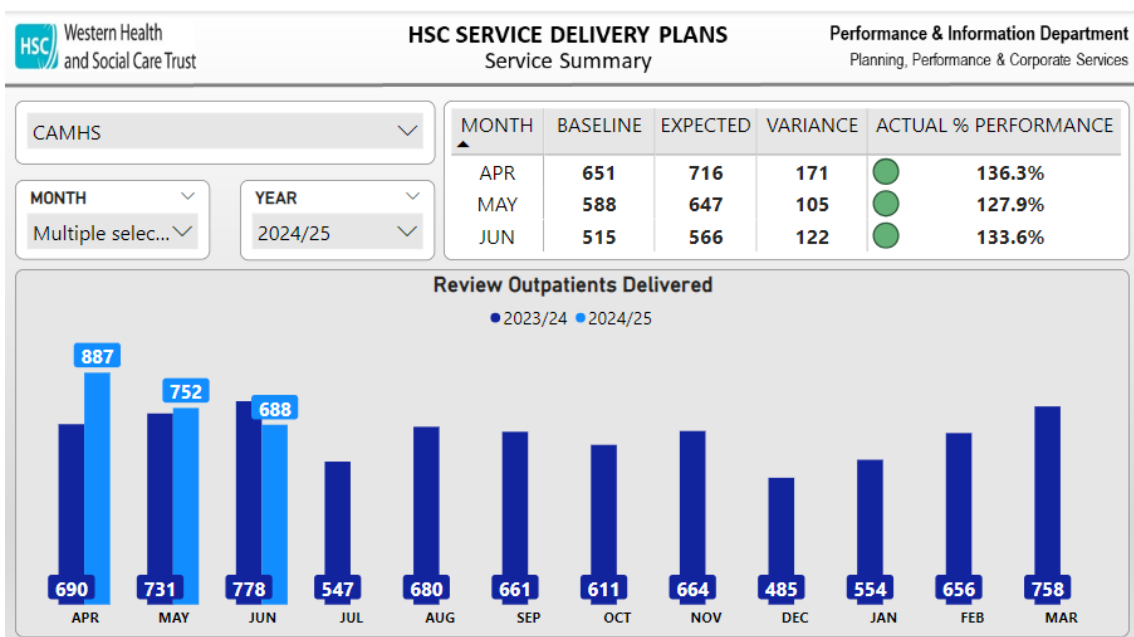 HSC
Western Health
and Social Care Trust
HSC SERVICE DELIVERY PLANS
Service Summary
Performance & Information Department
Planning, Performance & Corporate Services
CAMHS
MONTH
Multiple selec...
YEAR
2024/25
MONTH BASELINE EXPECTED VARIANCE ACTUAL % PERFORMANCE
APR 651 716 171 136.3%
MAY 588 647 105 127.9%
JUN 515 566 122 133.6%
Review Outpatients Delivered
2023/24 2024/25
887
752
688
690 731 778 547 680 661 611 664 485 554 656 758
APR MAY JUN JUL AUG SEP OCT NOV DEC JAN FEB MAR